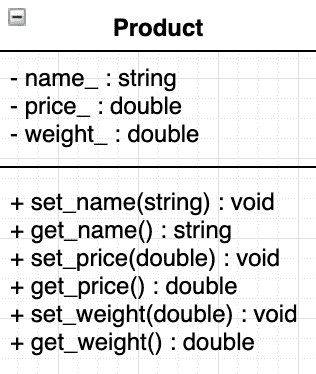 Product
- name_ : string
- price_ : double
- weight_ : double
+ set_name(string) : void
+ get_name() : string
+ set_price(double) : void
+ get_price() : double
+ set_weight(double) : void
+ get_weight() : double